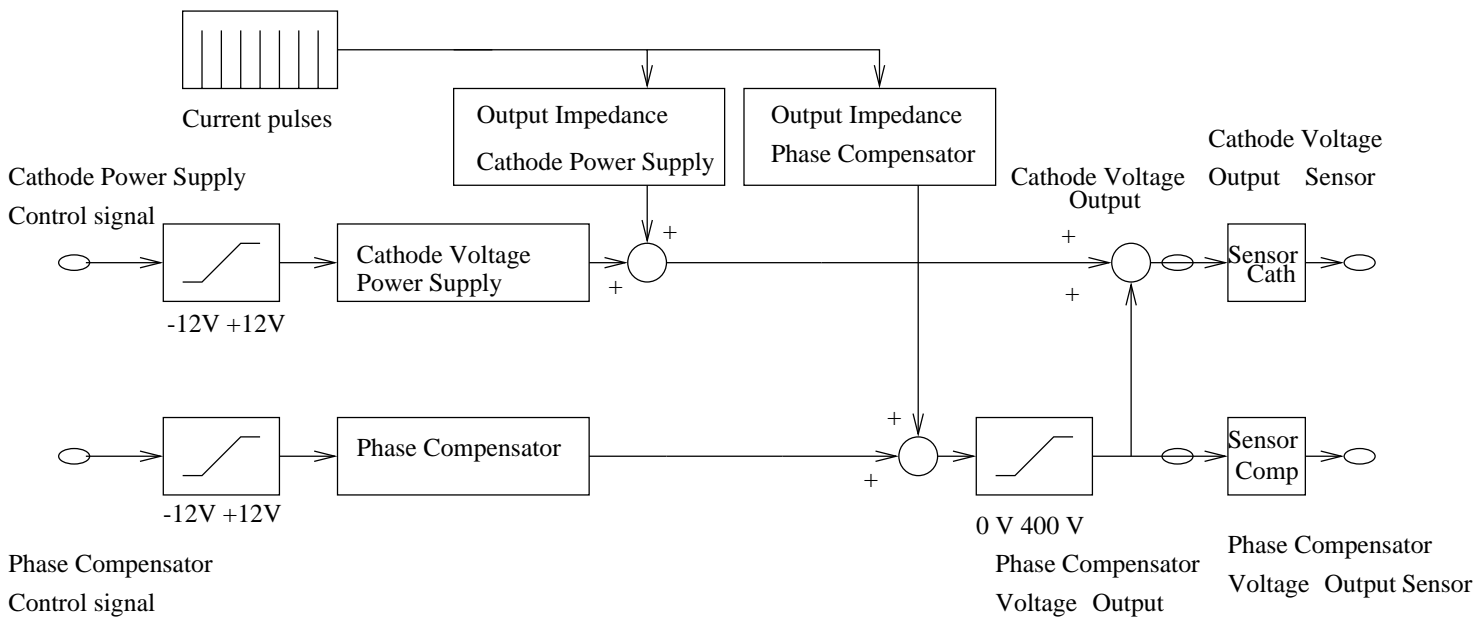 Current pulses
Output Impedance
Cathode Power Supply
Output Impedance
Phase Compensator
Cathode Voltage
Output Sensor
Cathode Voltage
Output
Cathode Power Supply
Control signal
-12V +12V
Cathode Voltage
Power Supply
+
+
+
+
Sensor
Cath
Phase Compensator
Control signal
-12V +12V
Phase Compensator
+
+
0 V 400 V
Phase Compensator
Voltage Output
Sensor
Comp
Phase Compensator
Voltage Output Sensor